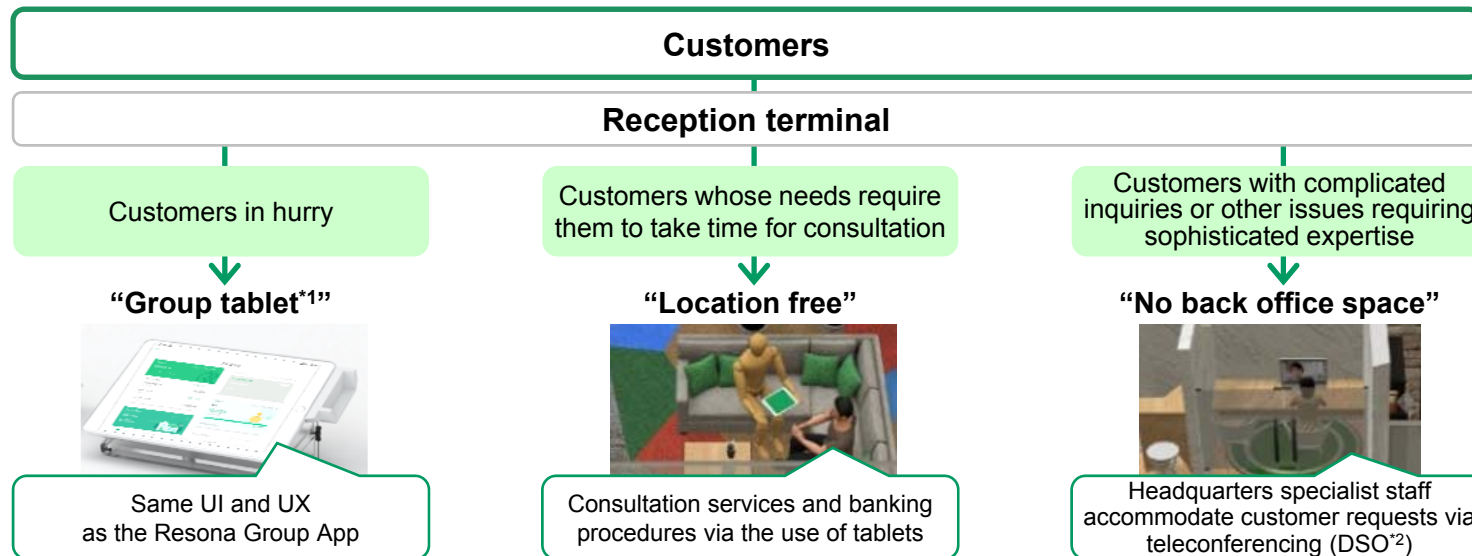 Customers
Reception terminal
Customers in hurry
Customers whose needs require
them to take time for consultation
Customers with complicated
inquiries or other issues requiring
sophisticated expertise
“Group tablet*1”
“Location free”
“No back office space”
Same UI and UX
as the Resona Group App
Consultation services and banking
procedures via the use of tablets
Headquarters specialist staff
accommodate customer requests via
teleconferencing (DSO*2)